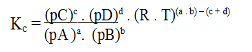 Kc = (pC)ᶜ . (pD)ᵈ . (R . T)⁽ᵃ · ᵇ⁾ ⁻ ⁽ᶜ ⁺ ᵈ⁾
(pA)ᵃ. (pB)ᵇ